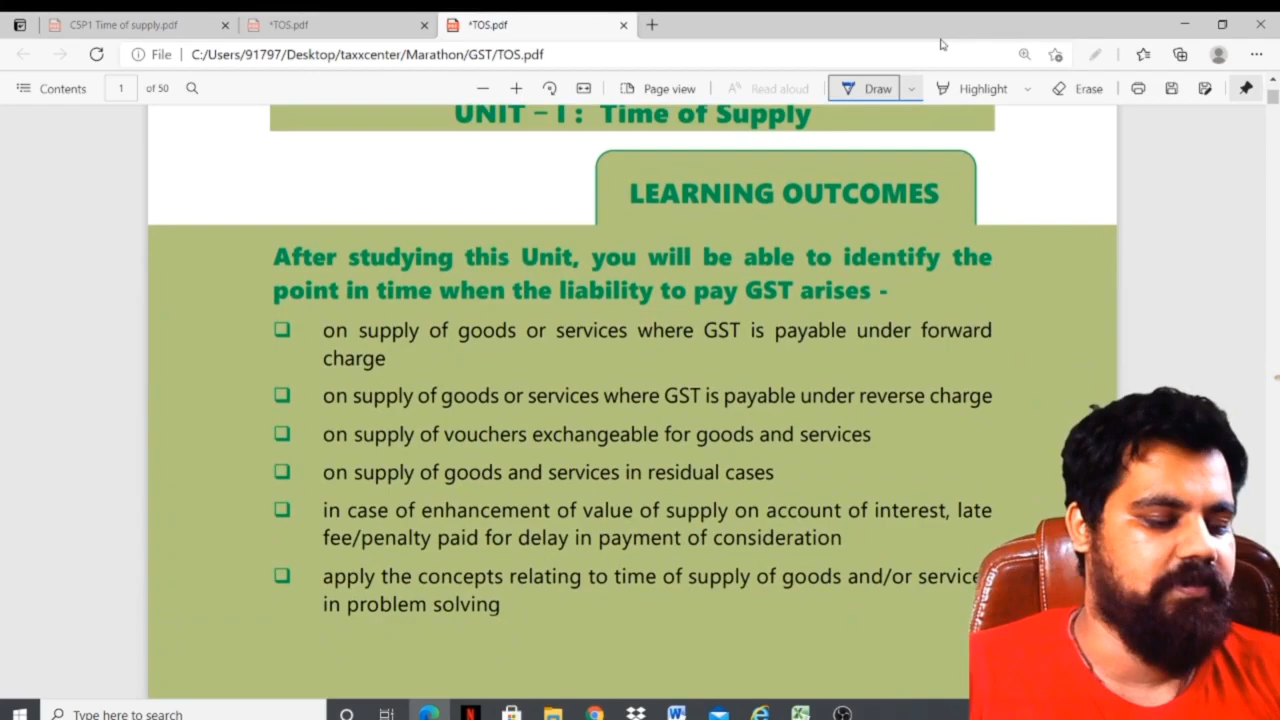 C5P1 Time of supply.pdf
*TOS.pdf
*TOS.pdf
File
C:/Users/91797/Desktop/taxxcenter/Marathon/GST/TOS.pdf
Contents
1
of 50
Page view
Read aloud
Draw
Highlight
Erase
UNIT – I : Time of Supply
LEARNING OUTCOMES
After studying this Unit, you will be able to identify the
point in time when the liability to pay GST arises -
on supply of goods or services where GST is payable under forward
charge
on supply of goods or services where GST is payable under reverse charge
on supply of vouchers exchangeable for goods and services
on supply of goods and services in residual cases
in case of enhancement of value of supply on account of interest, late
fee/penalty paid for delay in payment of consideration
apply the concepts relating to time of supply of goods and/or service
in problem solving
Type here to search